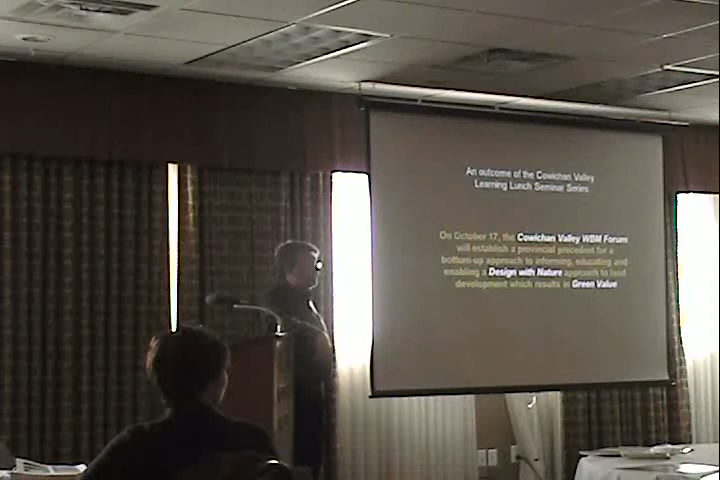 An outcome of the Cowichan Valley
Learning Lunch Seminar Series
On October 17, the Cowichan Valley WBM Forum
will establish a provincial precedent for a
bottom-up approach to informing, educating and
enabling a Design with Nature approach to land
development which results in Green Value